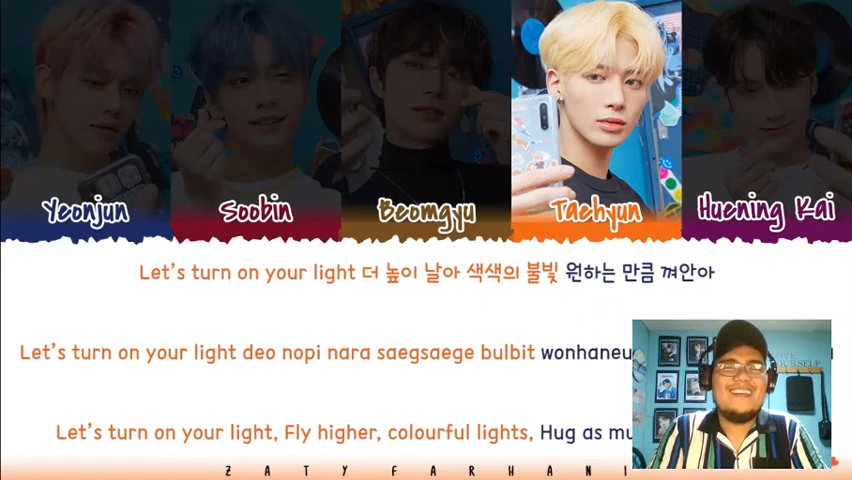 Yeonjun Soobin Beomgyu Taehyun Huening Kai
Let's turn on your light 더 높이 날아 색색의 불빛 원하는 만큼 껴안아
Let's turn on your light deo nopi nara saegsaege bulbit wonhaneu
Let's turn on your light, Fly higher, colourful lights, Hug as mu
ZATY FARHANI